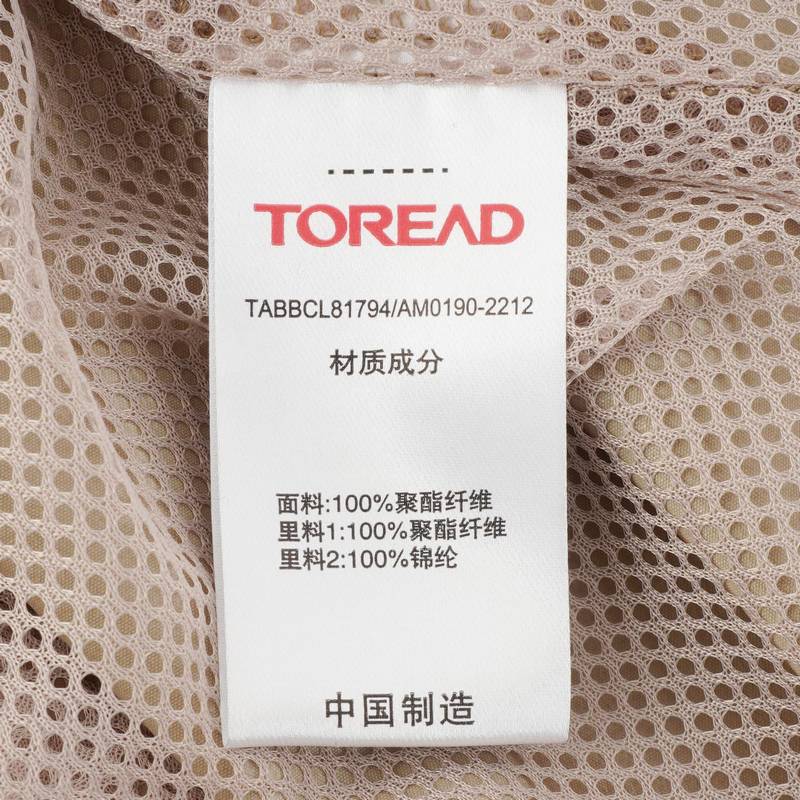 TOREAD
TABBCL81794/AM0190-2212
材质成分
面料:100%聚酯纤维
里料1:100%聚酯纤维
里料2:100%锦纶
中国制造